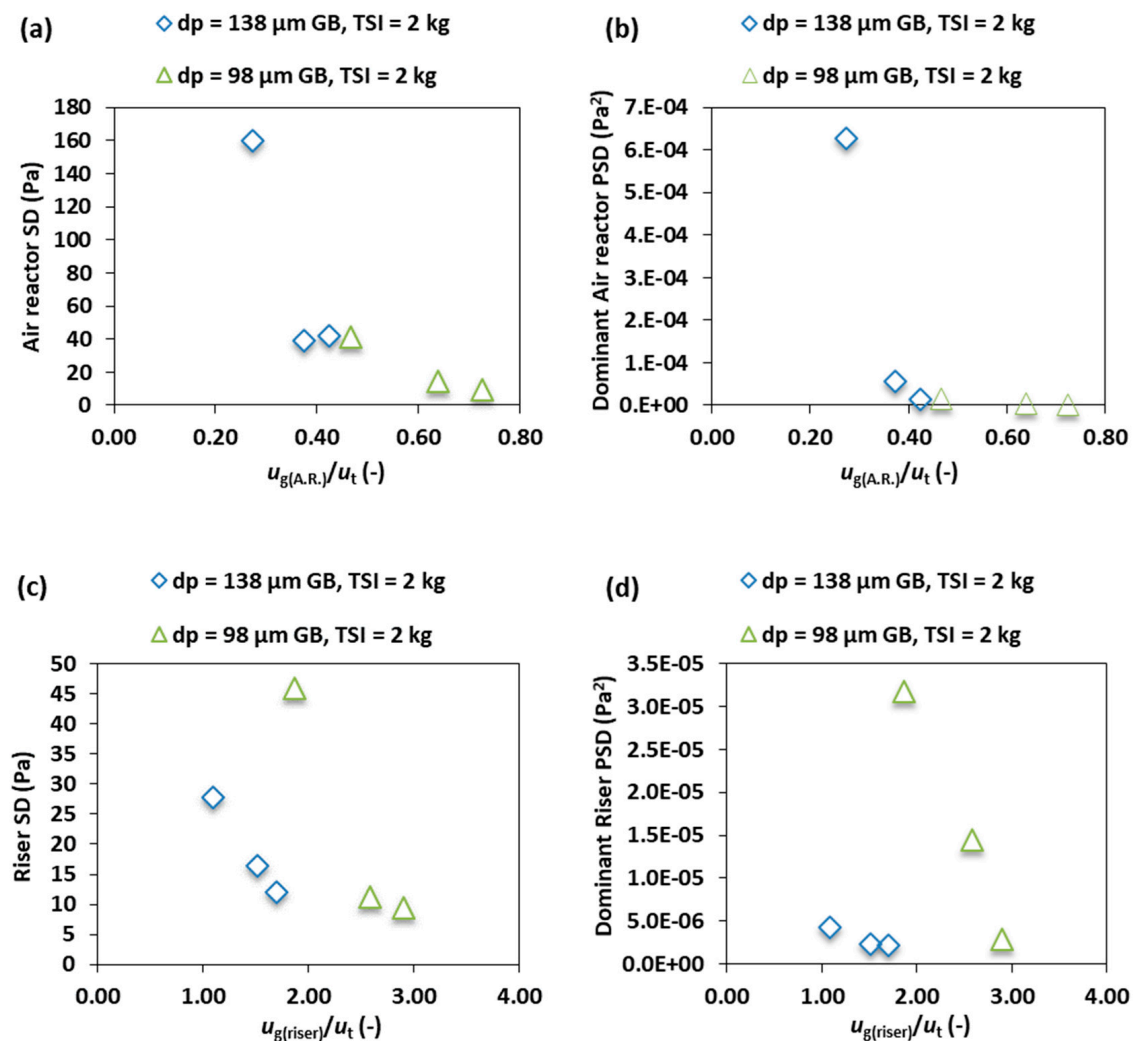 (a)
dp = 138 µm GB, TSI = 2 kg
dp = 98 µm GB, TSI = 2 kg
Air reactor SD (Pa)
180
160
140
120
100
80
60
40
20
0
0.00 0.20 0.40 0.60 0.80
ug(A.R.)/ut (-)
(b)
dp = 138 µm GB, TSI = 2 kg
dp = 98 µm GB, TSI = 2 kg
Dominant Air reactor PSD (Pa²)
7.E-04
6.E-04
5.E-04
4.E-04
3.E-04
2.E-04
1.E-04
0.E+00
0.00 0.20 0.40 0.60 0.80
ug(A.R.)/ut (-)
(c)
dp = 138 µm GB, TSI = 2 kg
dp = 98 µm GB, TSI = 2 kg
Riser SD (Pa)
50
45
40
35
30
25
20
15
10
5
0
0.00 1.00 2.00 3.00 4.00
ug(riser)/ut (-)
(d)
dp = 138 µm GB, TSI = 2 kg
dp = 98 µm GB, TSI = 2 kg
Dominant Riser PSD (Pa²)
3.5E-05
3.0E-05
2.5E-05
2.0E-05
1.5E-05
1.0E-05
5.0E-06
0.0E+00
0.00 1.00 2.00 3.00 4.00
ug(riser)/ut (-)